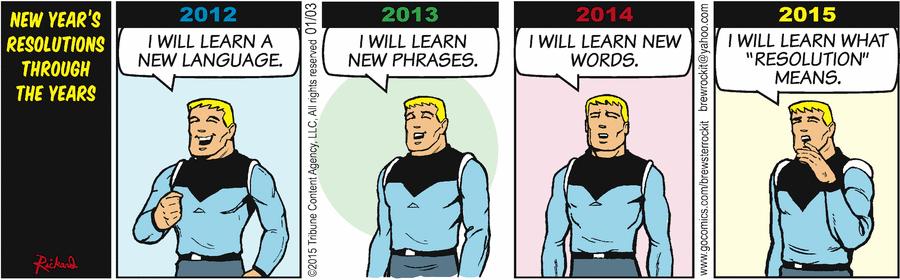 NEW YEAR'S
RESOLUTIONS
THROUGH
THE YEARS
Rickard
2012
I WILL LEARN A
NEW LANGUAGE.
©2015 Tribune Content Agency, LLC, All rights reserved 01/03
2013
I WILL LEARN
NEW PHRASES.
2014
I WILL LEARN NEW
WORDS.
www.gocomics.com/brewsterrockit brewrockit@yahoo.com
2015
I WILL LEARN WHAT
"RESOLUTION"
MEANS.